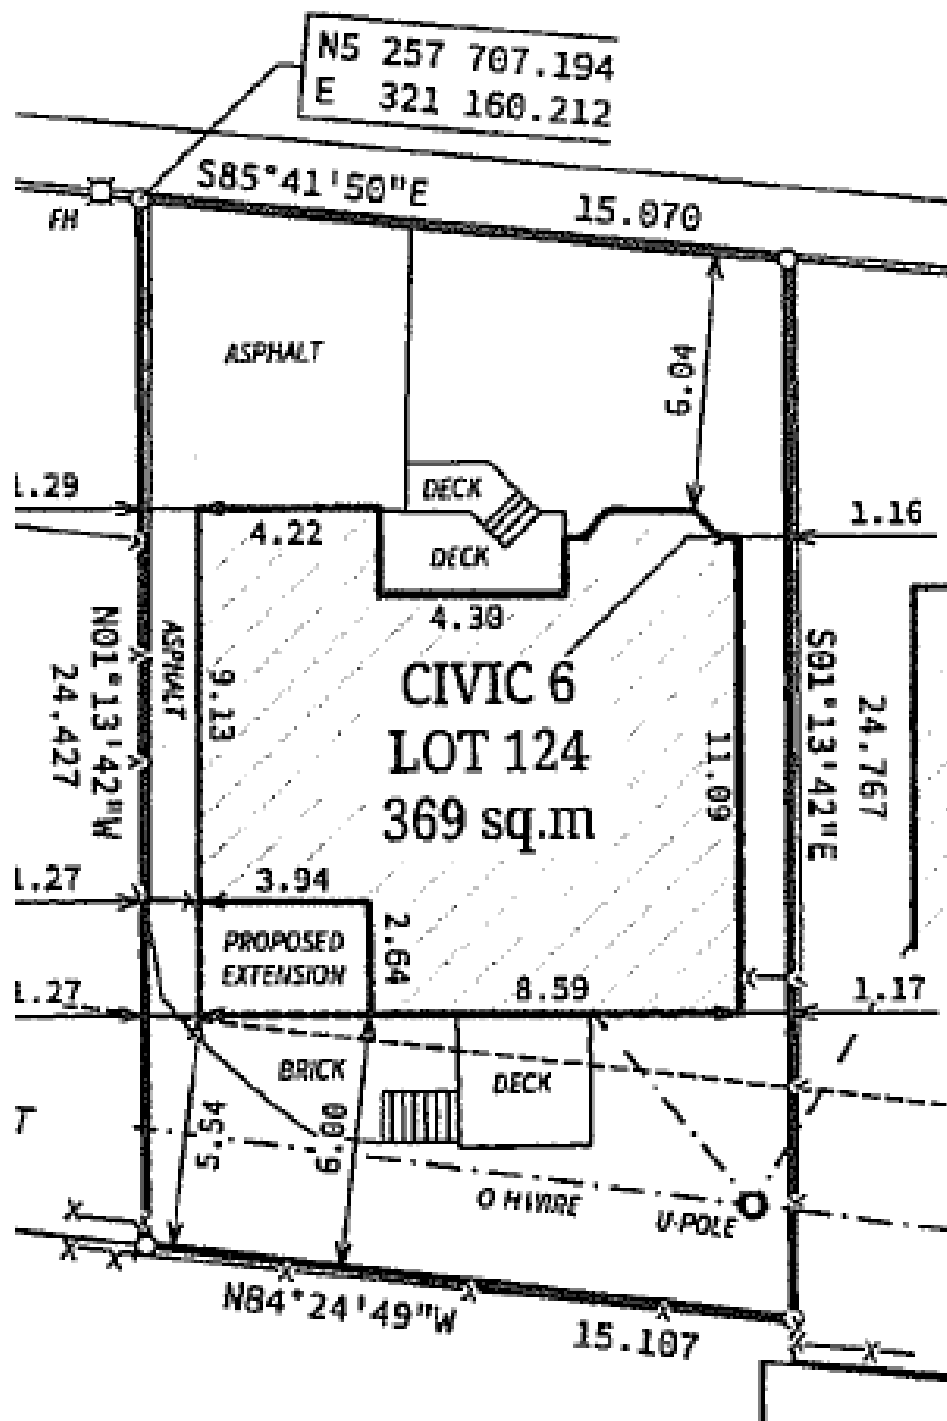 N5 257 707.194
E 321 160.212
S85°41'50"E
15.070
FH
ASPHALT
5.04
1.29
4.22
DECK
DECK
4.30
1.16
ASPHALT
N01°13'42"W
24.427
9.13
CIVIC 6
LOT 124
369 sq.m
11.09
S01°13'42"E
24.767
1.27
3.94
PROPOSED
EXTENSION
2.64
1.27
8.59
1.17
BRICK
DECK
T
5.54
6.00
O H WIRE
U-POLE
N84°24'49"W
15.107